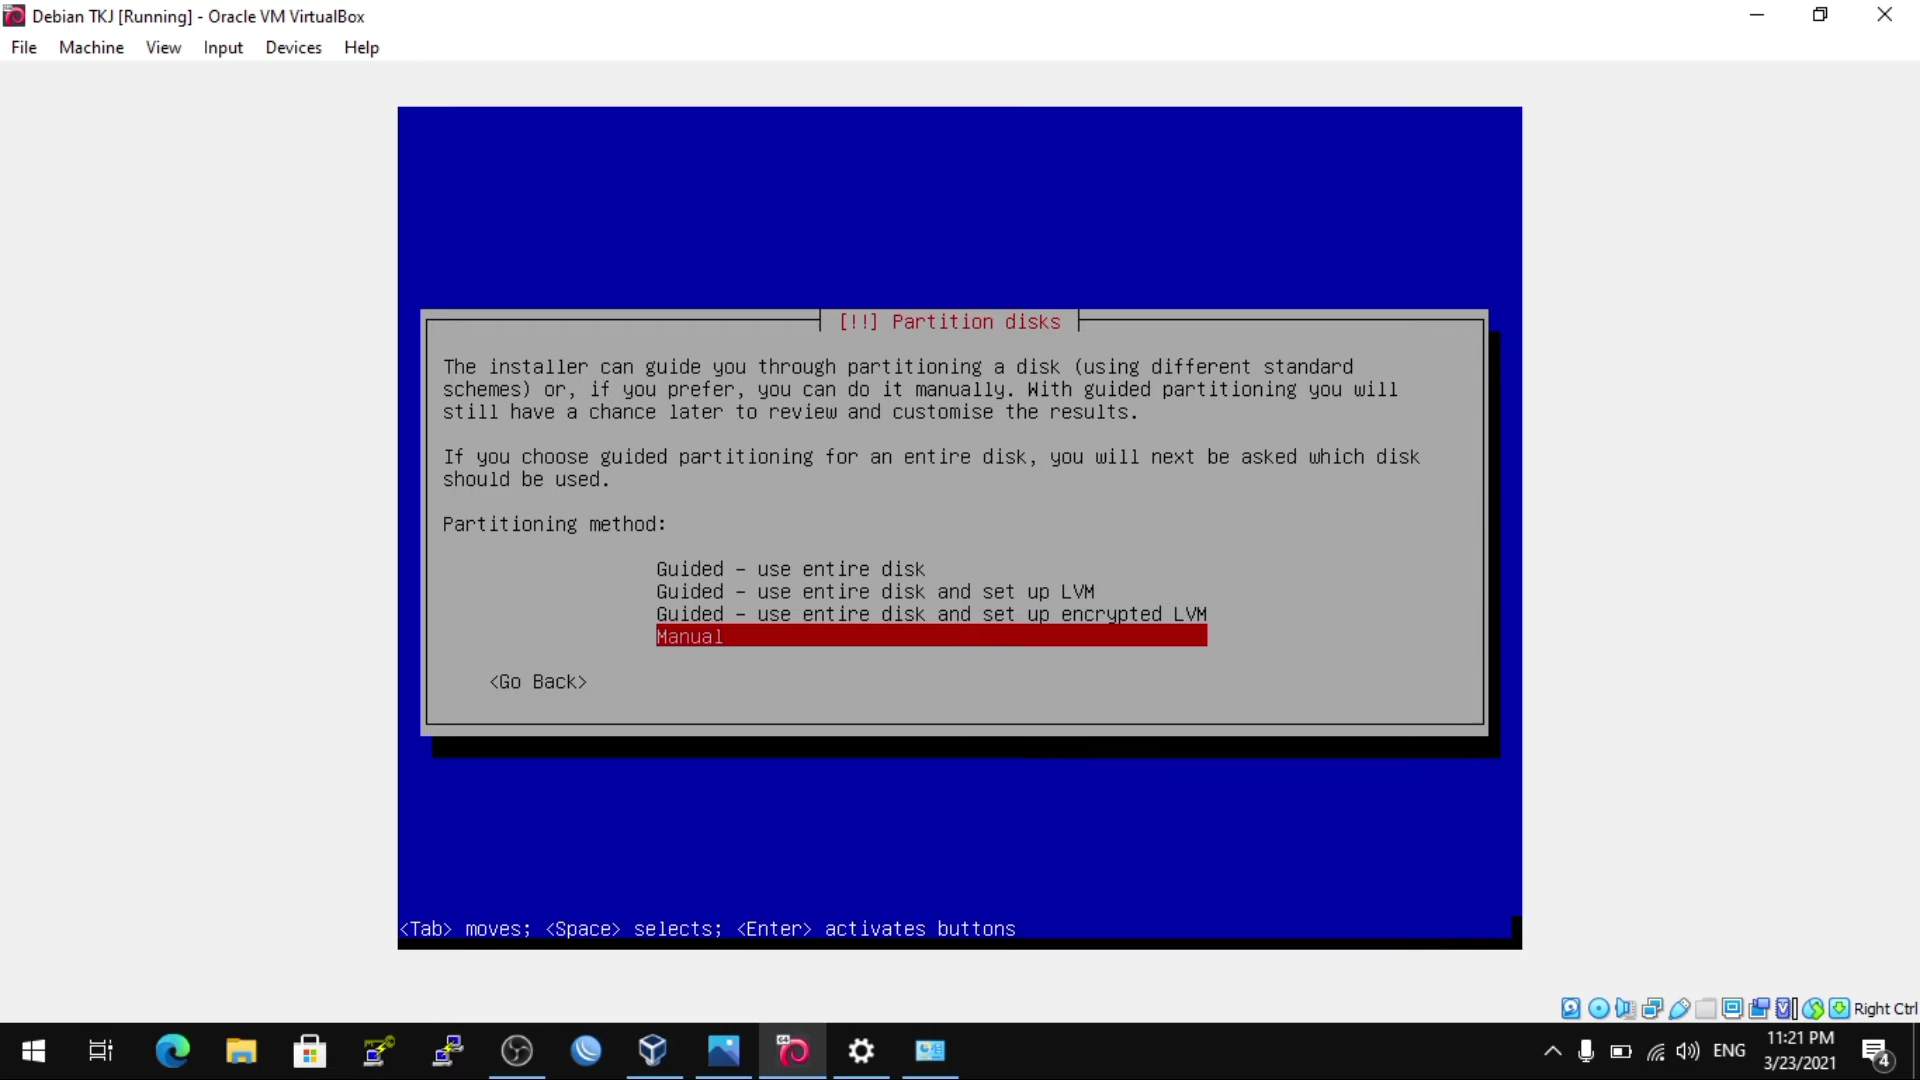 Debian TKJ [Running] - Oracle VM VirtualBox
File Machine View Input Devices Help
[!!] Partition disks
The installer can guide you through partitioning a disk (using different standard
schemes) or, if you prefer, you can do it manually. With guided partitioning you will
still have a chance later to review and customise the results.
If you choose guided partitioning for an entire disk, you will next be asked which disk
should be used.
Partitioning method:
Guided - use entire disk
Guided - use entire disk and set up LVM
Guided - use entire disk and set up encrypted LVM
Manual
<Go Back>
<Tab> moves; <Space> selects; <Enter> activates buttons
Right Ctrl
ENG
11:21 PM
3/23/2021
4